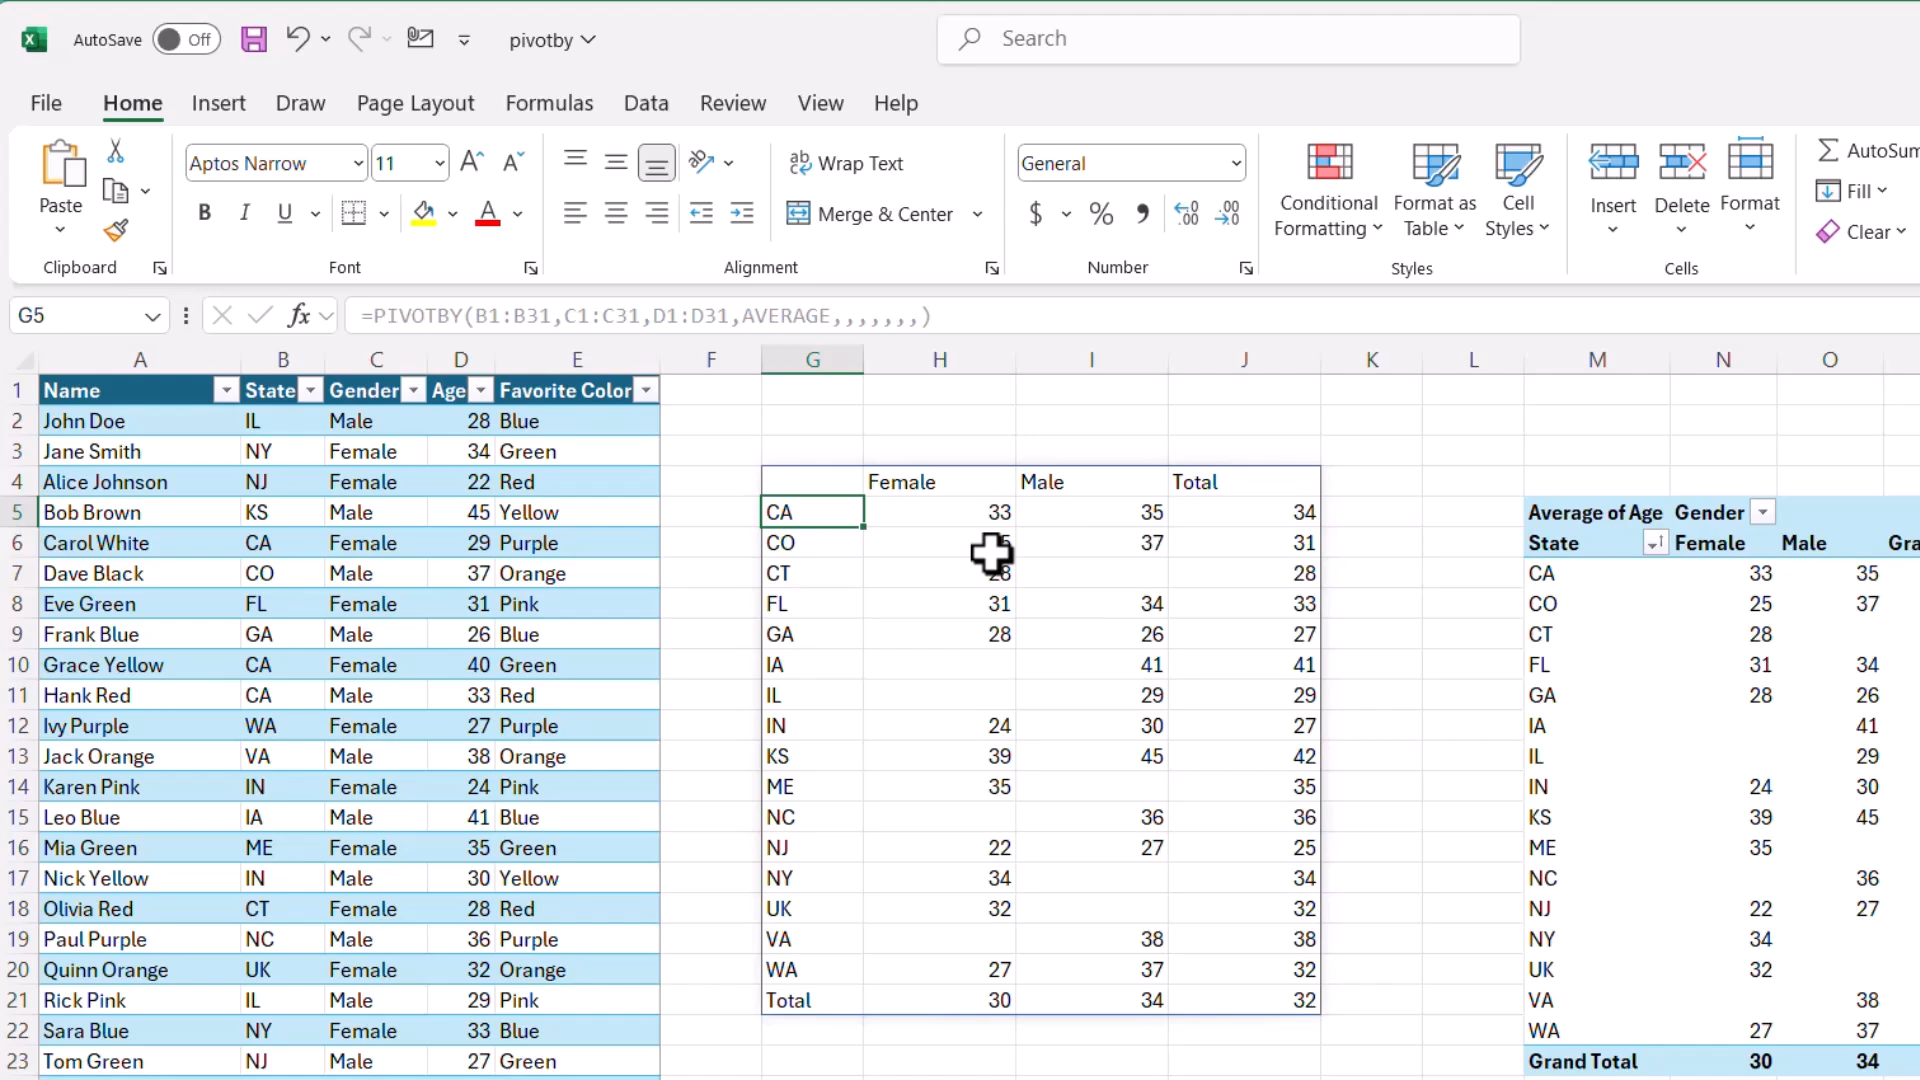 AutoSave Off pivotby Search
File Home Insert Draw Page Layout Formulas Data Review View Help
Paste
Clipboard
Aptos Narrow 11
B I U A
Font
Wrap Text
Merge & Center
Alignment
General
$ % 9
Number
Conditional Formatting
Format as Table
Cell Styles
Styles
Insert Delete Format
Cells
AutoSum
Fill
Clear
G5 fx =PIVOTBY(B1:B31,C1:C31,D1:D31,AVERAGE,,,,,,,)
A B C D E F G H I J K L M N O
1 Name State Gender Age Favorite Color
2 John Doe IL Male 28 Blue
3 Jane Smith NY Female 34 Green
4 Alice Johnson NJ Female 22 Red Female Male Total
5 Bob Brown KS Male 45 Yellow CA 33 35 34 Average of Age Gender
6 Carol White CA Female 29 Purple CO 37 31 State Female Male Gra
7 Dave Black CO Male 37 Orange CT 28 28 CA 33 35
8 Eve Green FL Female 31 Pink FL 31 34 33 CO 25 37
9 Frank Blue GA Male 26 Blue GA 28 26 27 CT 28
10 Grace Yellow CA Female 40 Green IA 41 41 FL 31 34
11 Hank Red CA Male 33 Red IL 29 29 GA 28 26
12 Ivy Purple WA Female 27 Purple IN 24 30 27 IA 41
13 Jack Orange VA Male 38 Orange KS 39 45 42 IL 29
14 Karen Pink IN Female 24 Pink ME 35 35 IN 24 30
15 Leo Blue IA Male 41 Blue NC 36 36 KS 39 45
16 Mia Green ME Female 35 Green NJ 22 27 25 ME 35
17 Nick Yellow IN Male 30 Yellow NY 34 34 NC 36
18 Olivia Red CT Female 28 Red UK 32 32 NJ 22 27
19 Paul Purple NC Male 36 Purple VA 38 38 NY 34
20 Quinn Orange UK Female 32 Orange WA 27 37 32 UK 32
21 Rick Pink IL Male 29 Pink Total 30 34 32 VA 38
22 Sara Blue NY Female 33 Blue WA 27 37
23 Tom Green NJ Male 27 Green Grand Total 30 34